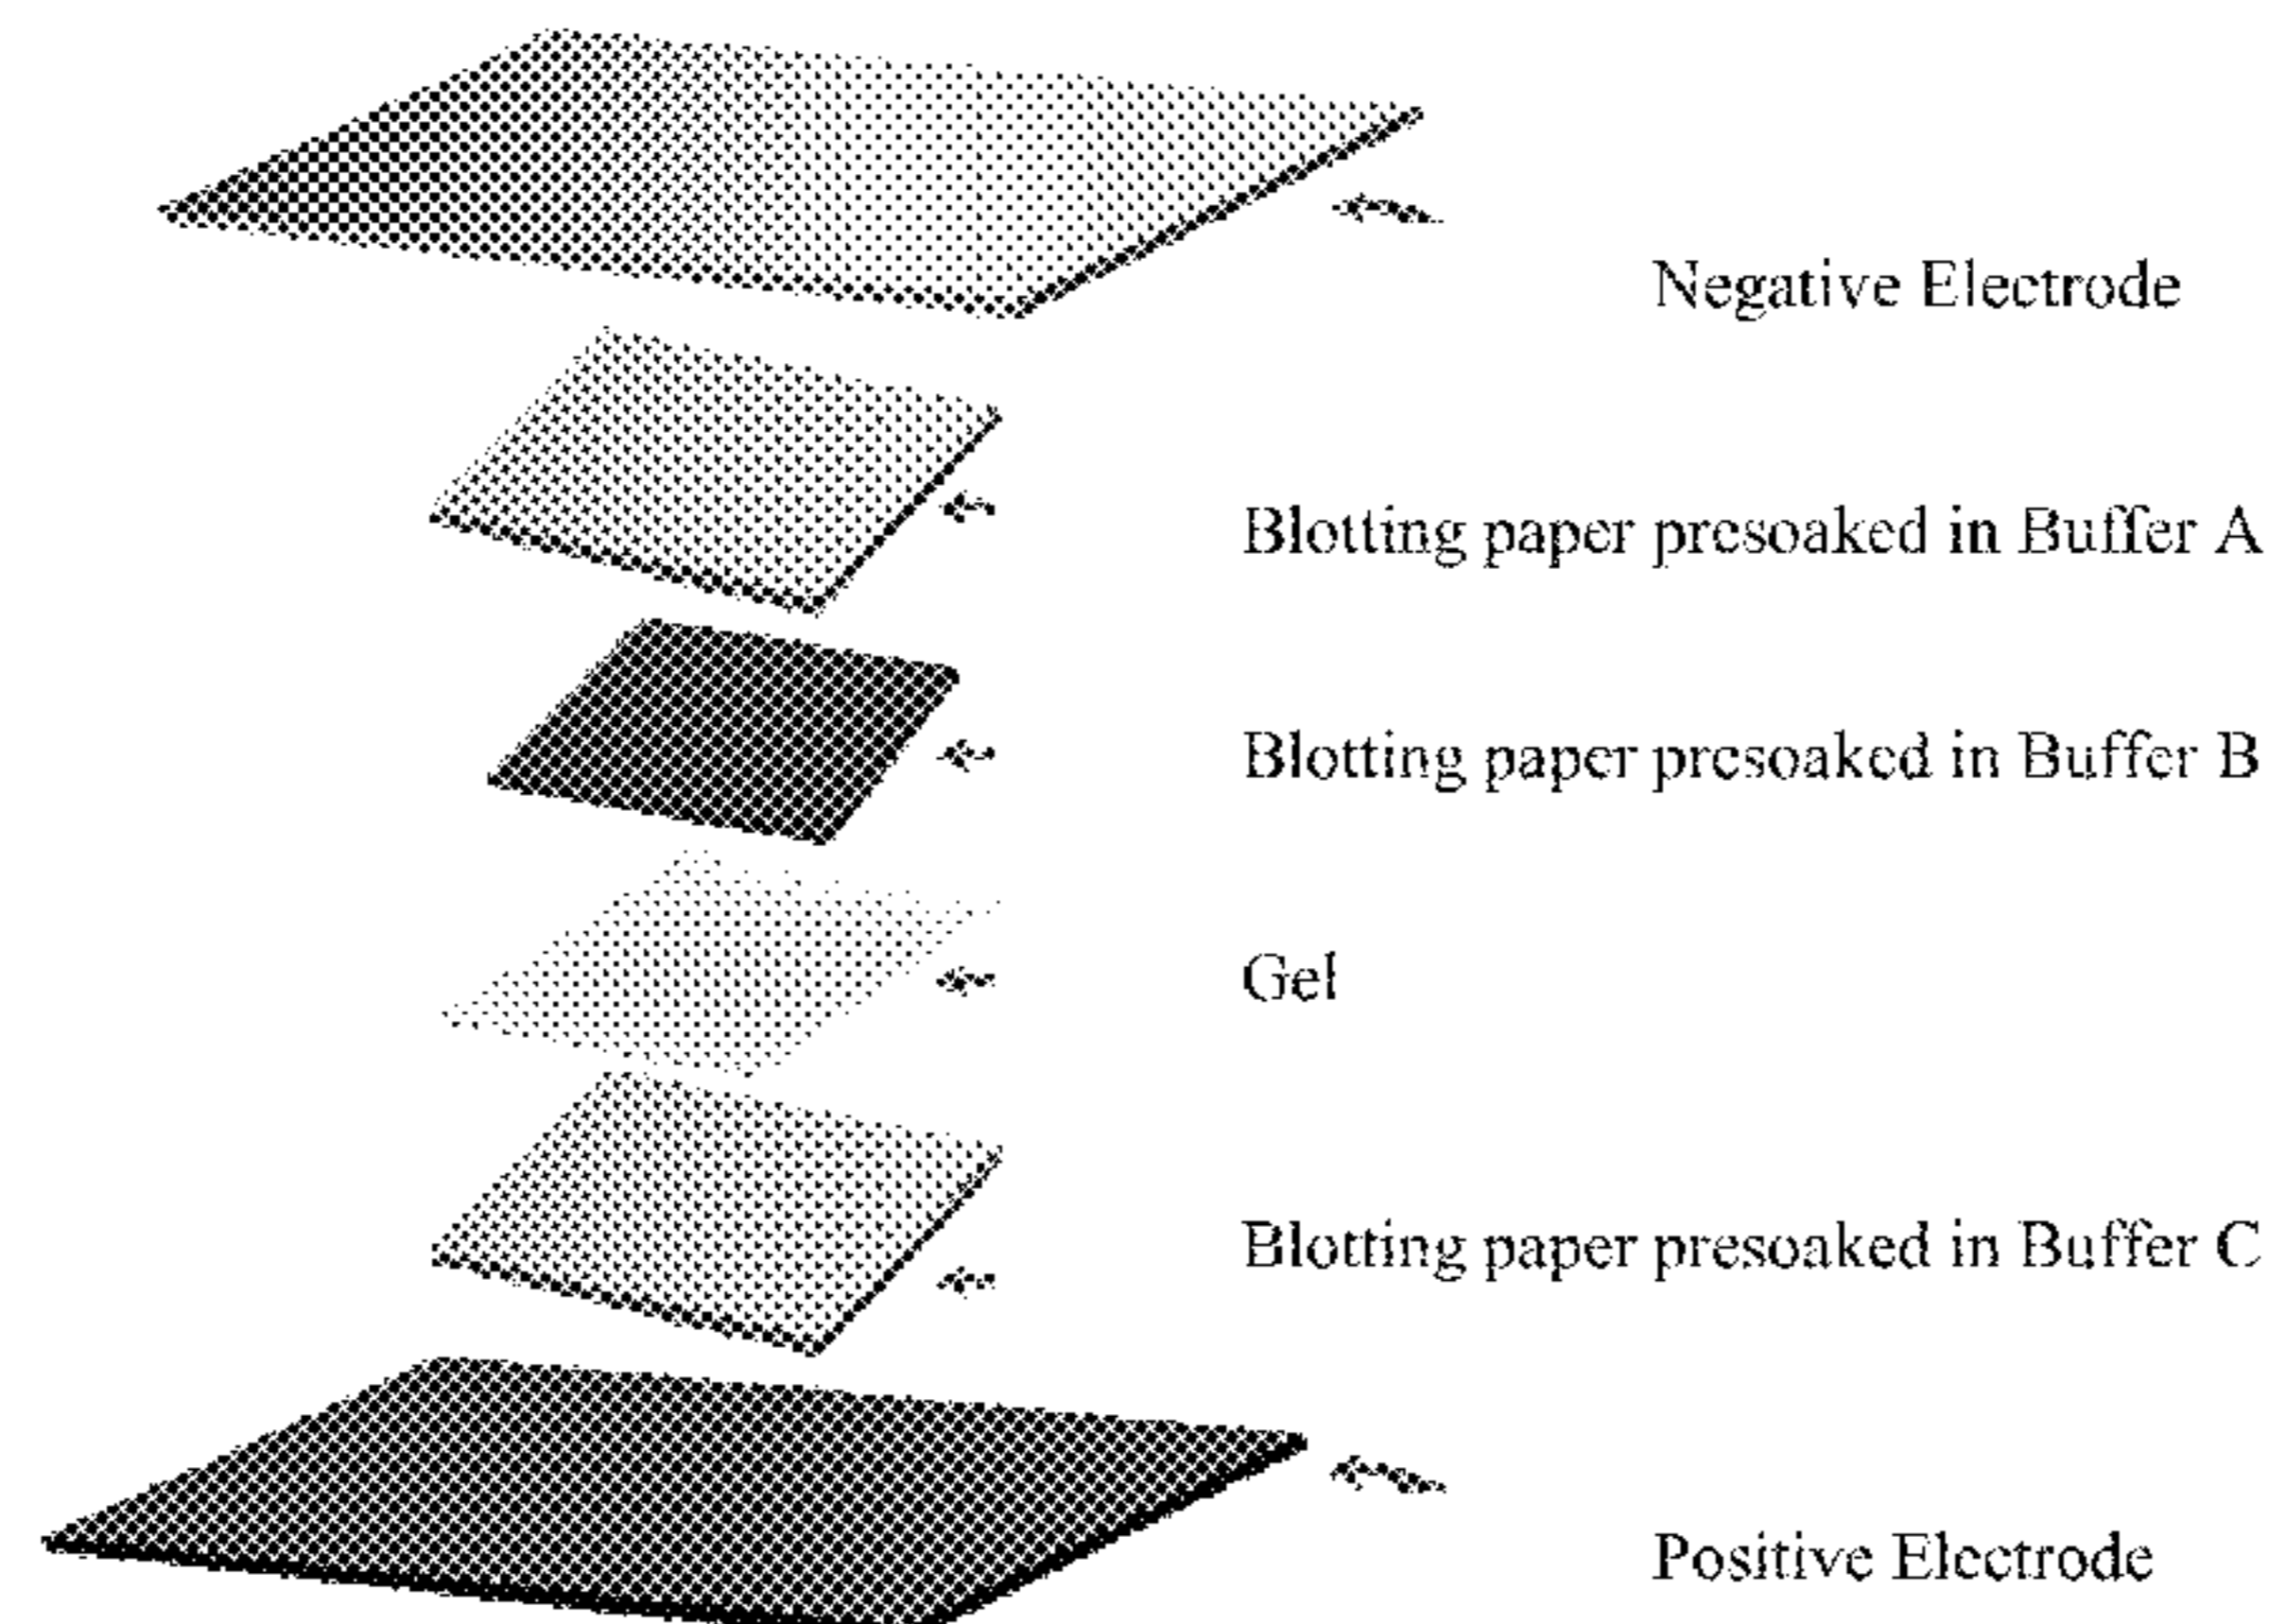 Negative Electrode
Blotting paper presoaked in Buffer A
Blotting paper presoaked in Buffer B
Gel
Blotting paper presoaked in Buffer C
Positive Electrode